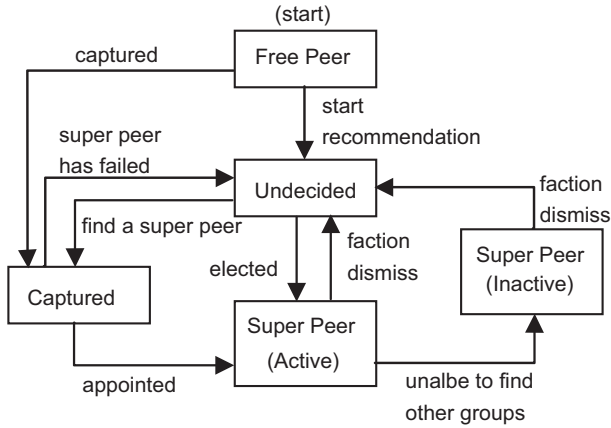 (start)
Free Peer
captured
start
recommendation
super peer
has failed
Undecided
faction
dismiss
find a super peer
elected
faction
dismiss
Super Peer
(Inactive)
Captured
Super Peer
(Active)
appointed
unalbe to find
other groups